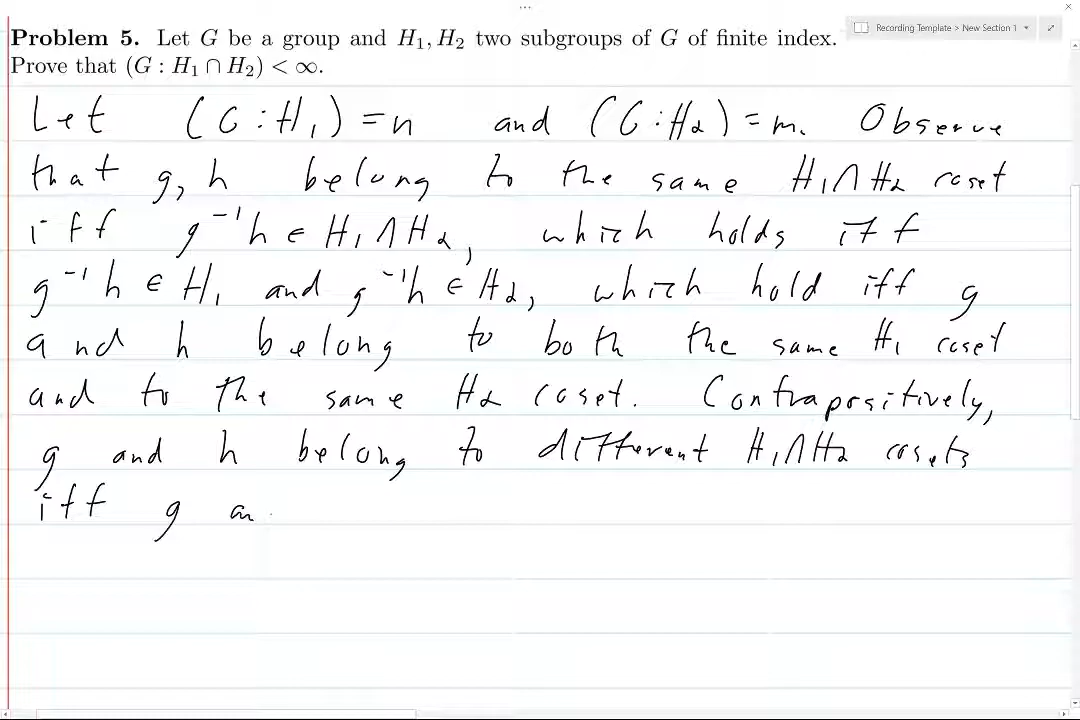 Recording Template > New Section 1
Problem 5. Let G be a group and H₁, H₂ two subgroups of G of finite index.
Prove that (G : H₁ ∩ H₂) < ∞.
Let (G : H₁) = n and (G : H₂) = m. Observe
that g, h belong to the same H₁∩H₂ coset
iff g⁻¹h ∈ H₁∩H₂, which holds iff
g⁻¹h ∈ H₁ and g⁻¹h ∈ H₂, which hold iff g
and h belong to both the same H₁ coset
and to the same H₂ coset. Contrapositively,
g and h belong to different H₁∩H₂ cosets
iff g an